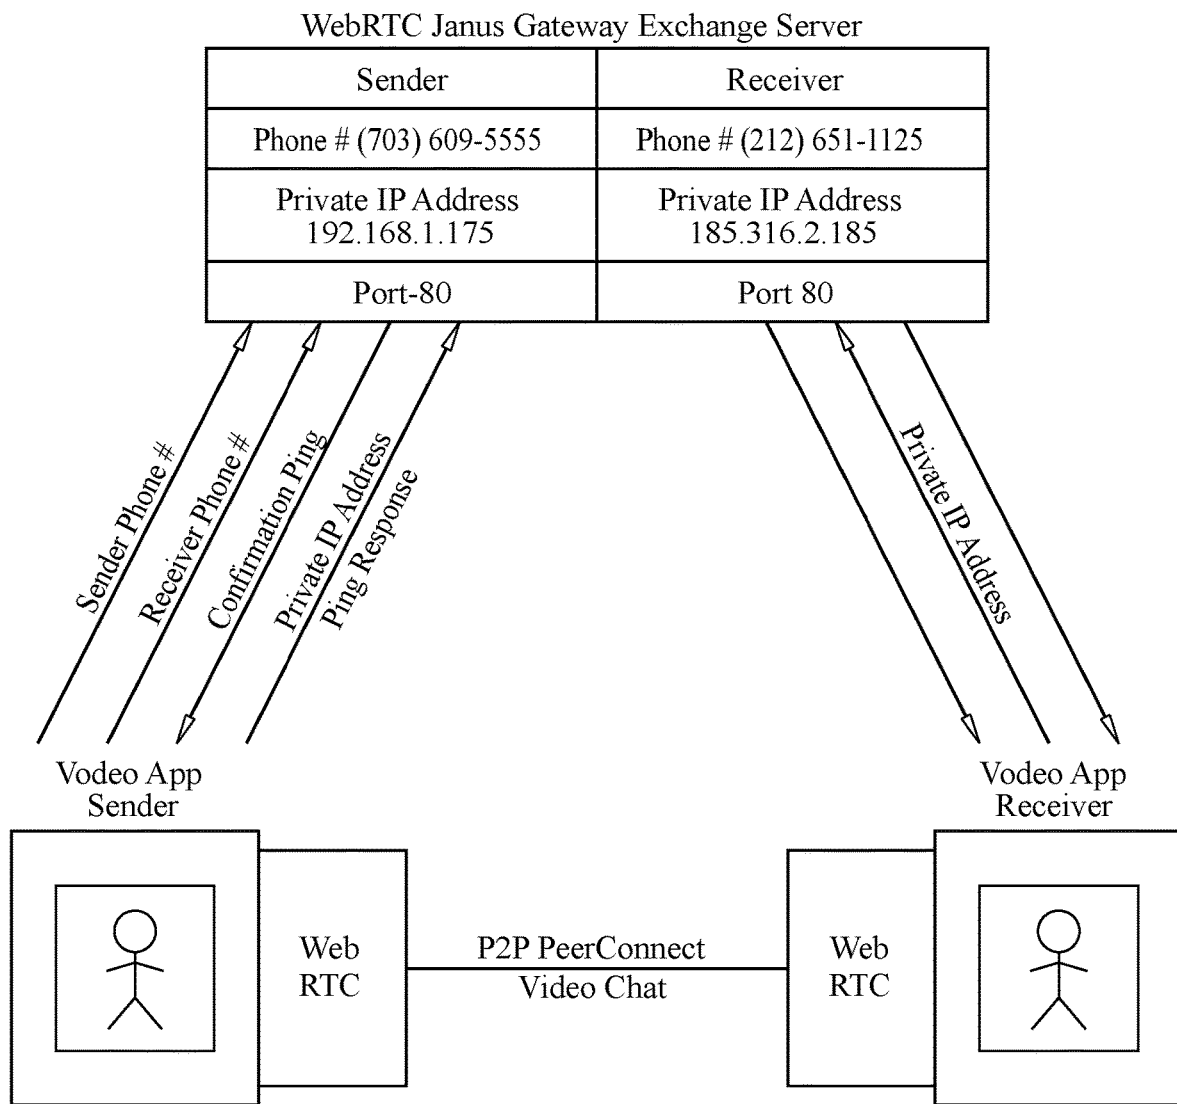 WebRTC Janus Gateway Exchange Server
Sender
Receiver
Phone # (703) 609-5555
Phone # (212) 651-1125
Private IP Address
192.168.1.175
Private IP Address
185.316.2.185
Port-80
Port 80
Sender Phone #
Receiver Phone #
Confirmation Ping
Private IP Address
Ping Response
Private IP Address
Vodeo App
Sender
Vodeo App
Receiver
Web
RTC
P2P PeerConnect
Video Chat
Web
RTC